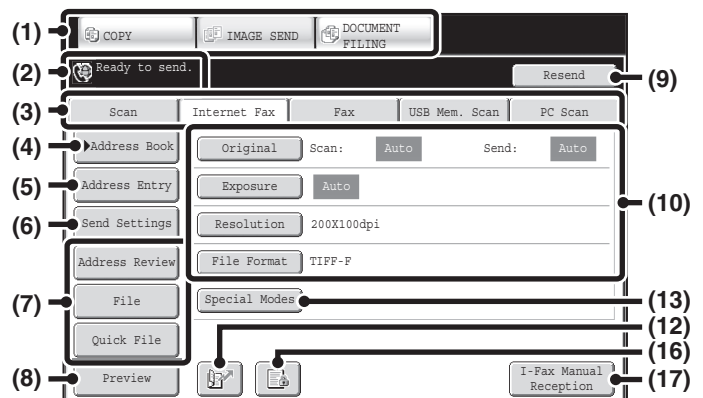 (1) COPY IMAGE SEND DOCUMENT
FILING
(2) Ready to send. Resend (9)
(3) Scan Internet Fax Fax USB Mem. Scan PC Scan
(4) Address Book Original Scan: Auto Send: Auto
(5) Address Entry Exposure Auto (10)
(6) Send Settings Resolution 200X100dpi
Address Review File Format TIFF-F
(7) File Special Modes (13)
(12)
Quick File (16)
(8) Preview I-Fax Manual
Reception (17)